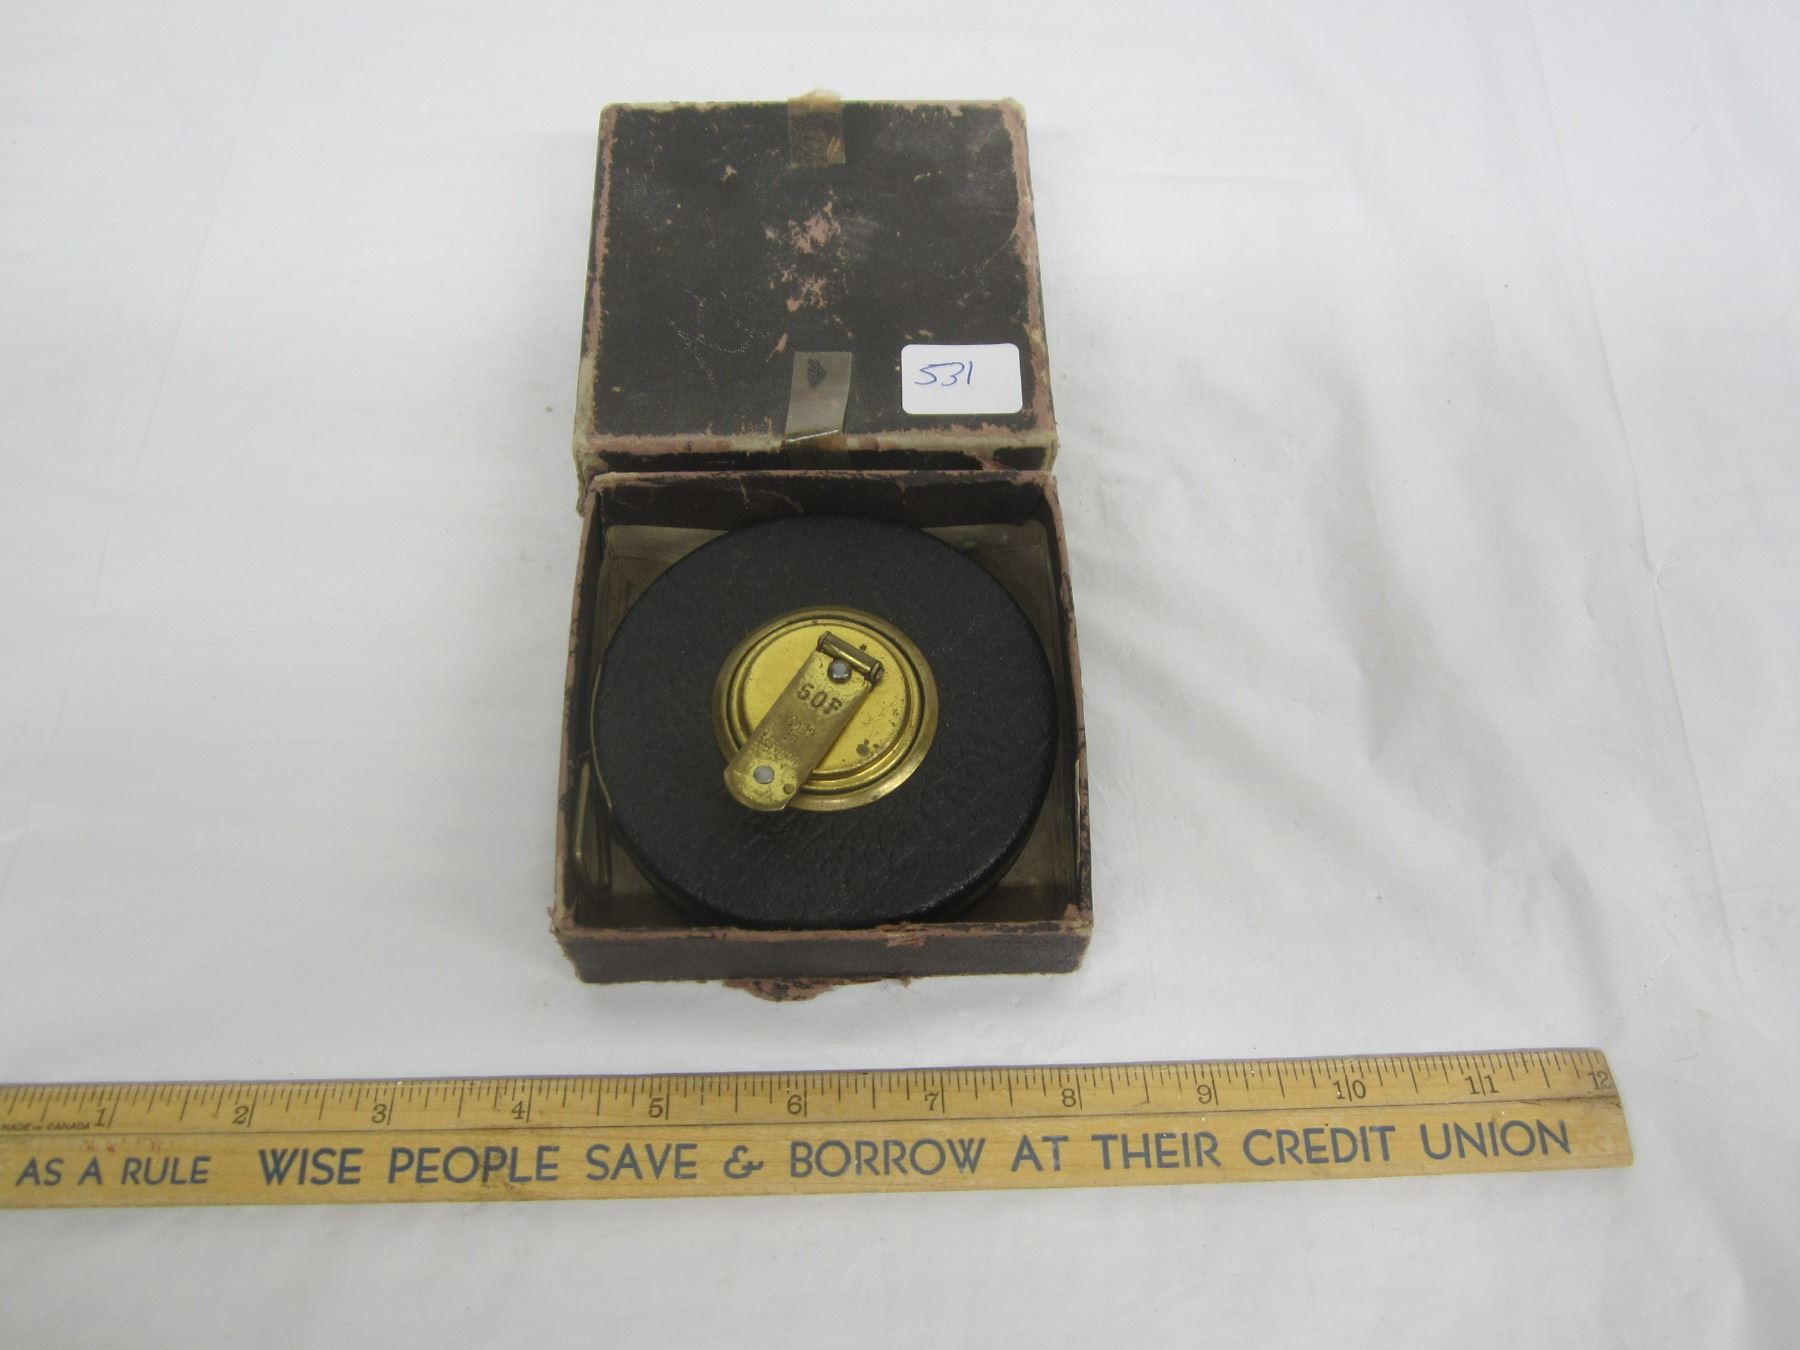 531
50F
1 2 3 4 5 6 7 8 9 10 11 12
MADE IN CANADA
AS A RULE WISE PEOPLE SAVE & BORROW AT THEIR CREDIT UNION